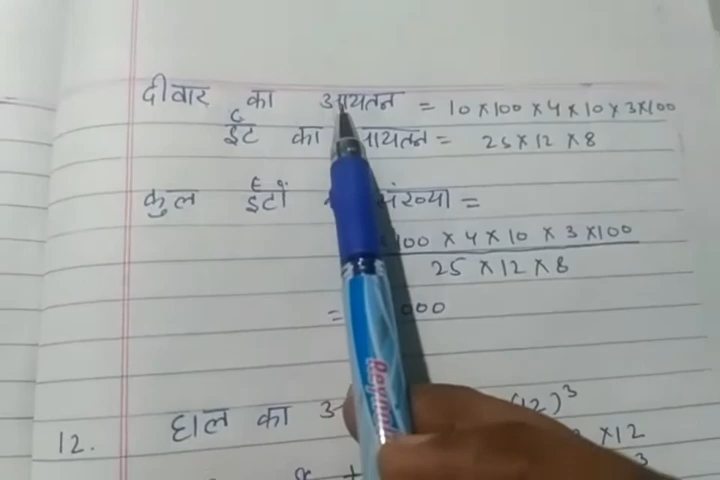 दीवार का आयतन = 10×100×4×10×3×100
ईंट का आयतन = 25×12×8
कुल ईंटों संख्या =
100 × 4×10 × 3 ×100
25 ×12×8
= 000
12. हाल का (12)³
×12
Reynolds